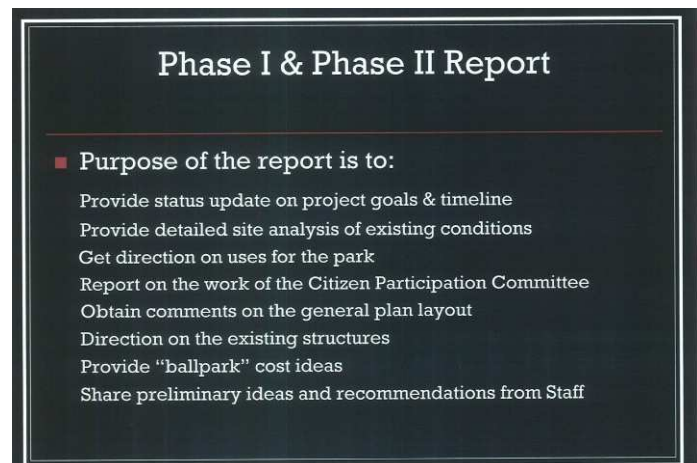 Phase I & Phase II Report
Purpose of the report is to:
Provide status update on project goals & timeline
Provide detailed site analysis of existing conditions
Get direction on uses for the park
Report on the work of the Citizen Participation Committee
Obtain comments on the general plan layout
Direction on the existing structures
Provide “ballpark” cost ideas
Share preliminary ideas and recommendations from Staff